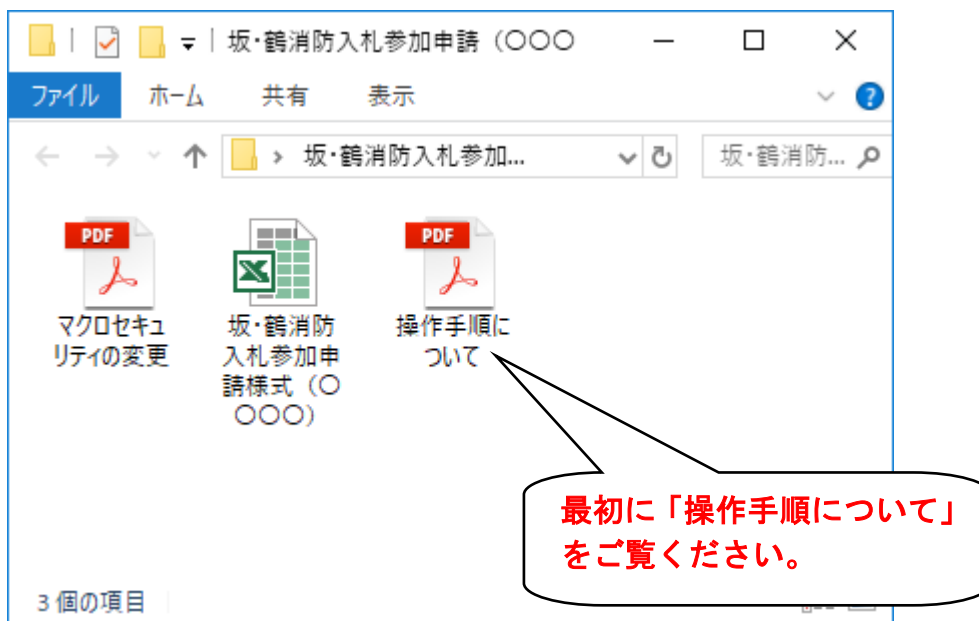 坂・鶴消防入札参加申請（〇〇〇
ファイル ホーム 共有 表示
坂・鶴消防入札参加... 坂・鶴消防...
PDF PDF
マクロセキュ
リティの変更
坂・鶴消防
入札参加申
請様式（〇
〇〇〇）
操作手順に
ついて
最初に「操作手順について」
をご覧ください。
3 個の項目